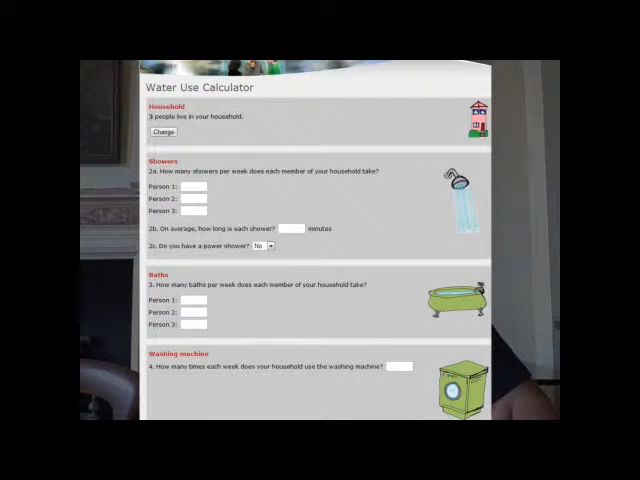 Water Use Calculator
Household
3 people live in your household.
Change
Showers
2a. How many showers per week does each member of your household take?
Person 1:
Person 2:
Person 3:
2b. On average, how long is each shower? minutes
2c. Do you have a power shower? No
Baths
3. How many baths per week does each member of your household take?
Person 1:
Person 2:
Person 3:
Washing machine
4. How many times each week does your household use the washing machine?